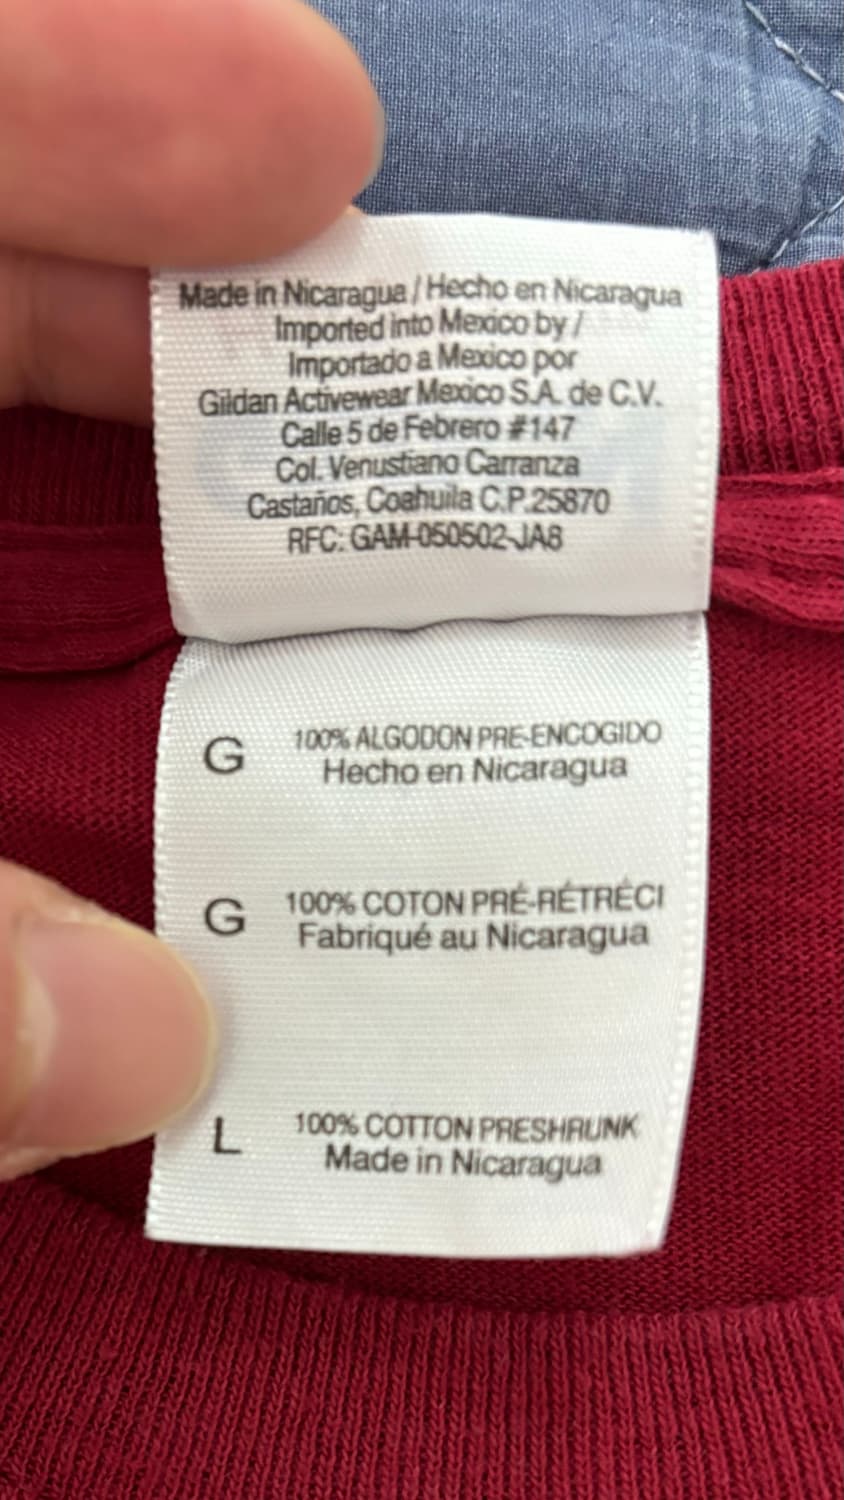 Made in Nicaragua / Hecho en Nicaragua
Imported into Mexico by /
Importado a Mexico por
Gildan Activewear Mexico S.A. de C.V.
Calle 5 de Febrero #147
Col. Venustiano Carranza
Castaños, Coahuila C.P.25870
RFC: GAM-050502-JA8
G 100% ALGODON PRE-ENCOGIDO
Hecho en Nicaragua
G 100% COTON PRÉ-RÉTRÉCI
Fabriqué au Nicaragua
L 100% COTTON PRESHRUNK
Made in Nicaragua